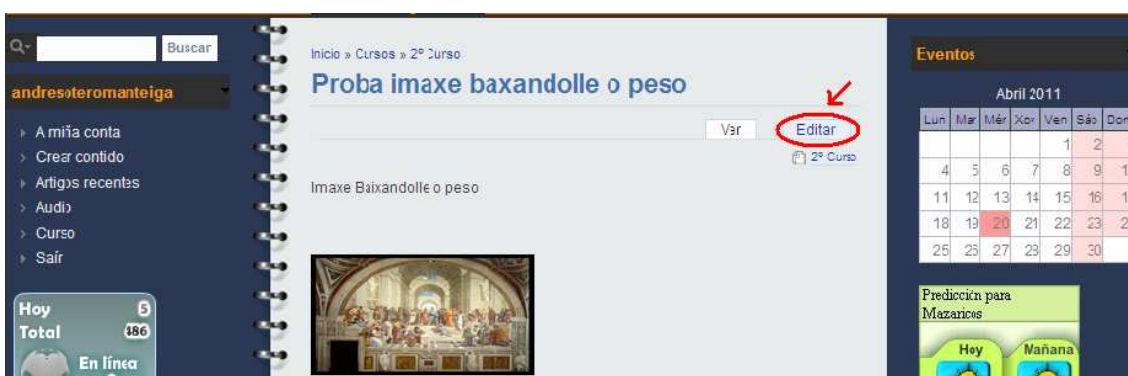 Buscar
andresoteromanteiga
A miña conta
Crear contido
Artigos recentes
Audio
Curso
Saír
Hoy 5
Total 486
En línea
Inicio » Cursos » 2º Curso
Proba imaxe baxandolle o peso
Ver Editar
2º Curso
Imaxe Baixandolle o peso
Eventos
Abril 2011
Lun Mar Mér Xov Ven Sáb Dom
1 2
4 5 6 7 8 9
11 12 13 14 15 16
18 19 20 21 22 23
25 26 27 28 29 30
Predicción para
Mazaricos
Hoy Mañana